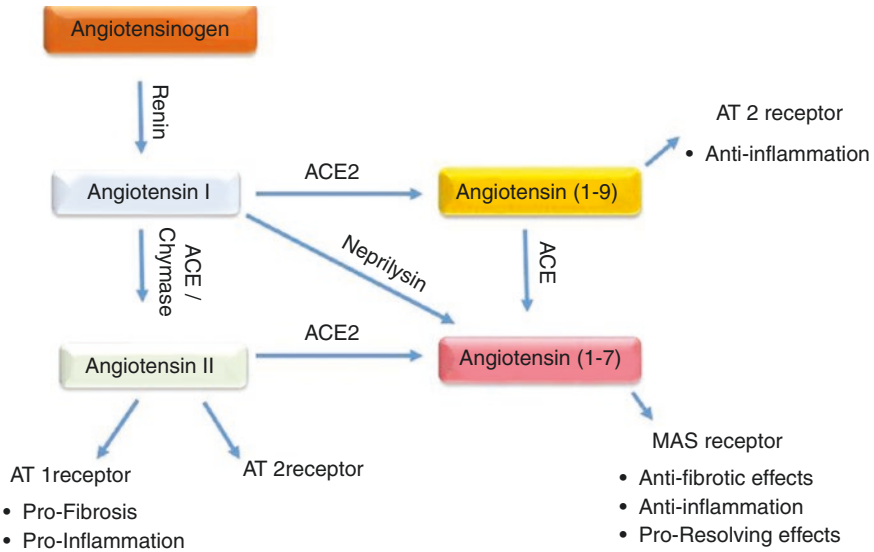 Angiotensinogen
Renin
AT 2 receptor
• Anti-inflammation
ACE2
Angiotensin I
Angiotensin (1-9)
ACE /
Chymase
Neprilysin
ACE
ACE2
Angiotensin II
Angiotensin (1-7)
MAS receptor
• Anti-fibrotic effects
• Anti-inflammation
• Pro-Resolving effects
AT 1receptor
• Pro-Fibrosis
• Pro-Inflammation
AT 2receptor